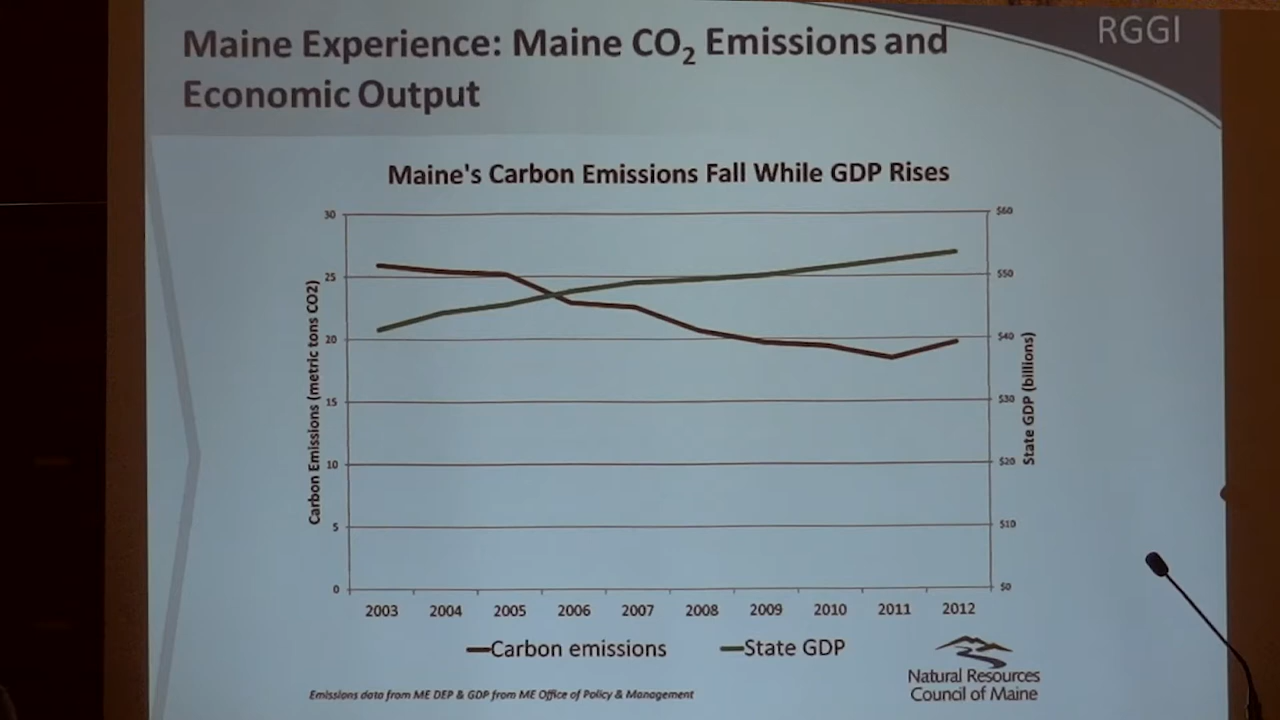 RGGI
Maine Experience: Maine CO2 Emissions and
Economic Output
Maine's Carbon Emissions Fall While GDP Rises
30
25
20
15
10
5
0
Carbon Emissions (metric tons CO2)
$60
$50
$40
$30
$20
$10
$0
State GDP (billions)
2003 2004 2005 2006 2007 2008 2009 2010 2011 2012
Carbon emissions State GDP
Emissions data from ME DEP & GDP from ME Office of Policy & Management
Natural Resources
Council of Maine